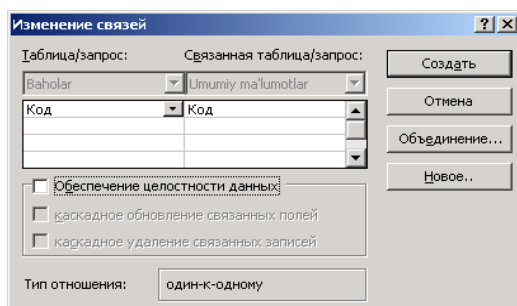 Изменение связей
Таблица/запрос: Связанная таблица/запрос:
Baholar Umumiy ma'lumotlar
Код Код
Обеспечение целостности данных
каскадное обновление связанных полей
каскадное удаление связанных записей
Тип отношения: один-к-одному
Создать
Отмена
Объединение...
Новое..